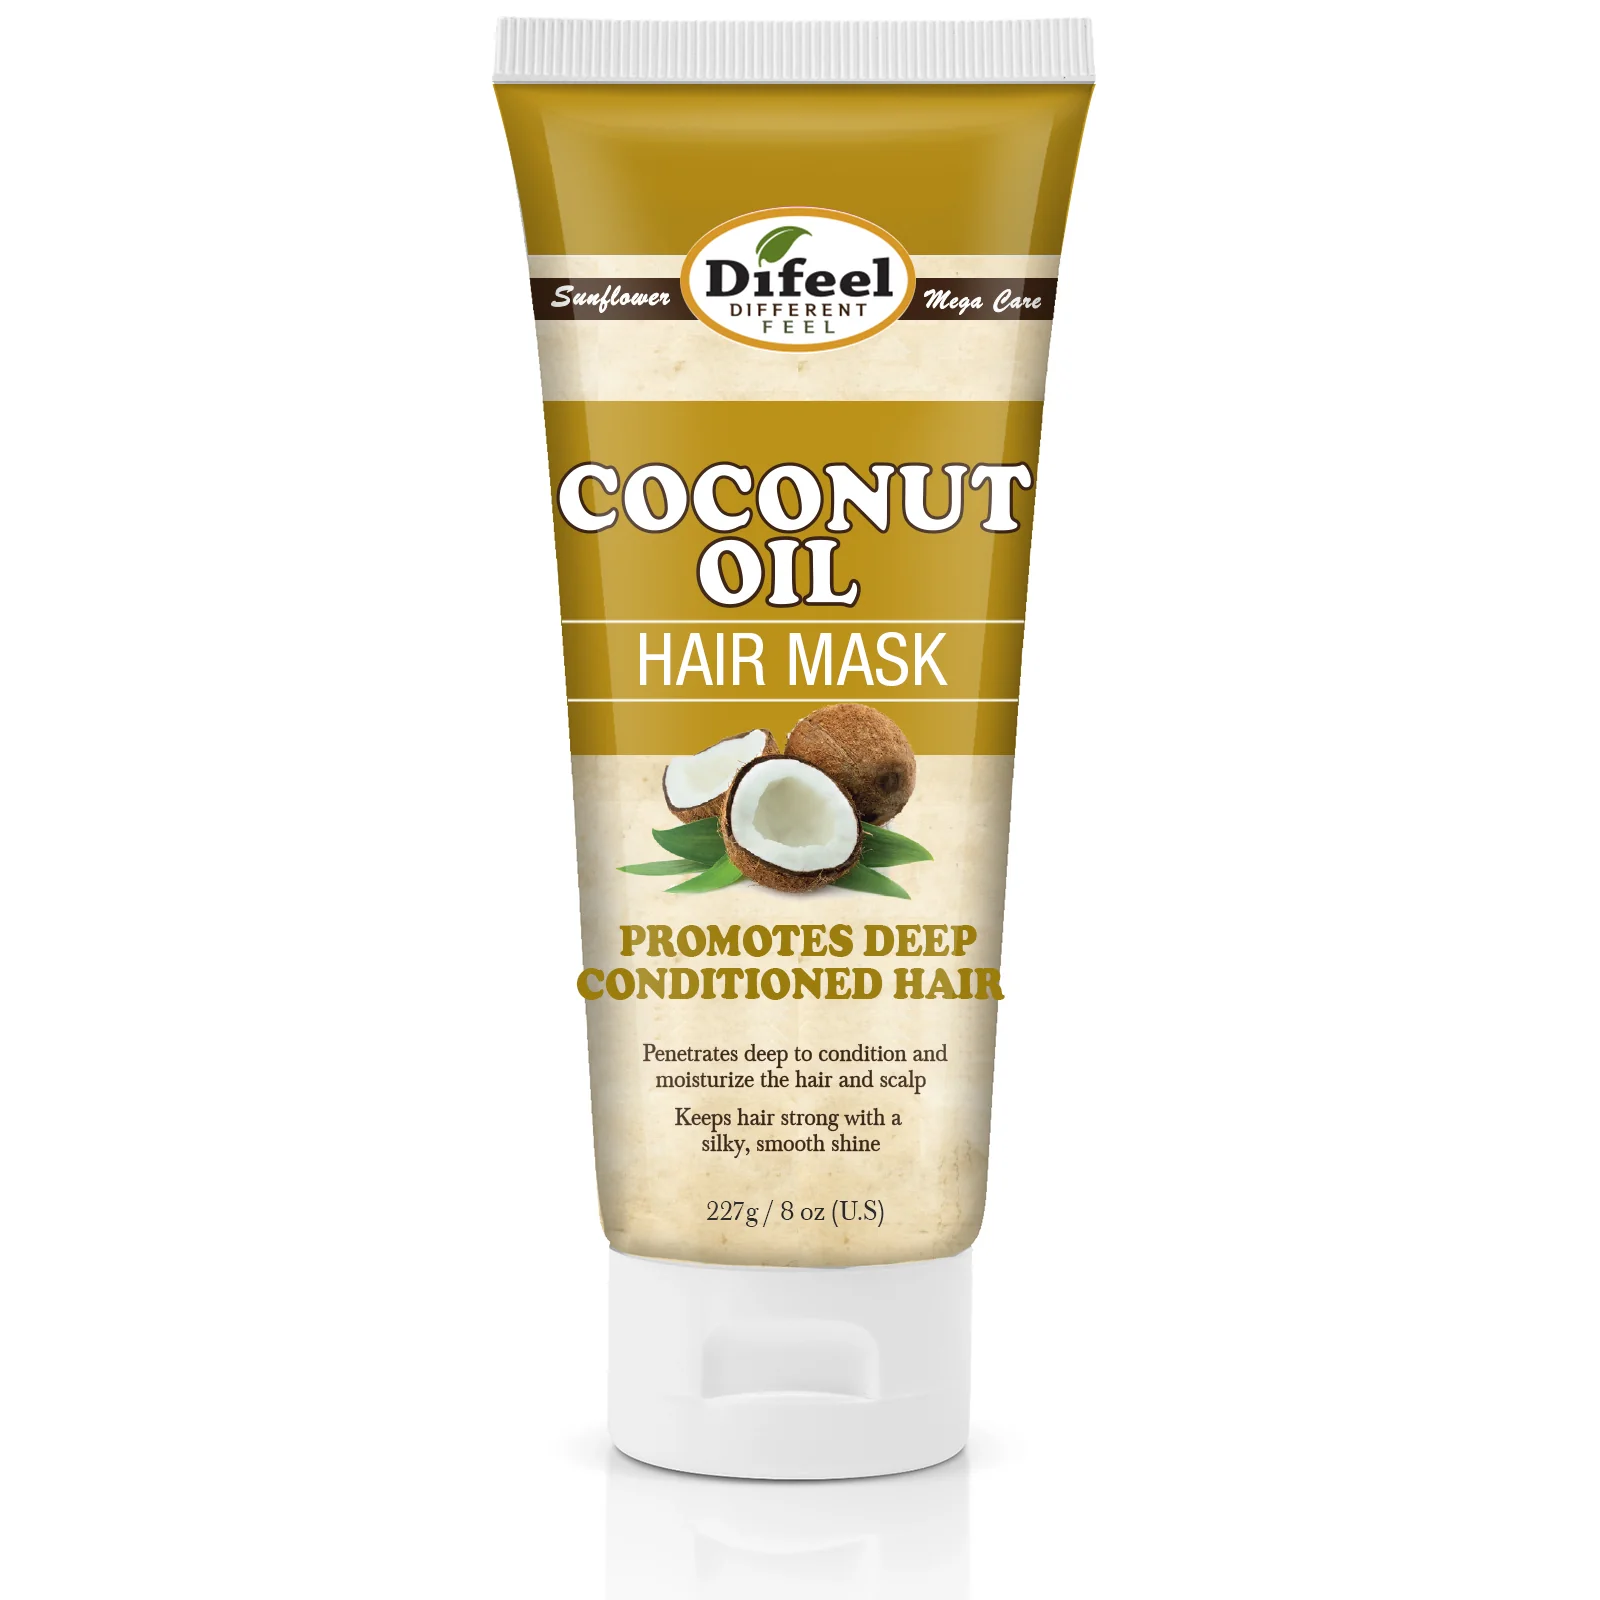 Difeel
DIFFERENT
FEEL
Sunflower
Mega Care
COCONUT
OIL
HAIR MASK
PROMOTES DEEP
CONDITIONED HAIR
Penetrates deep to condition and
moisturize the hair and scalp
Keeps hair strong with a
silky, smooth shine
227g / 8 oz (U.S)